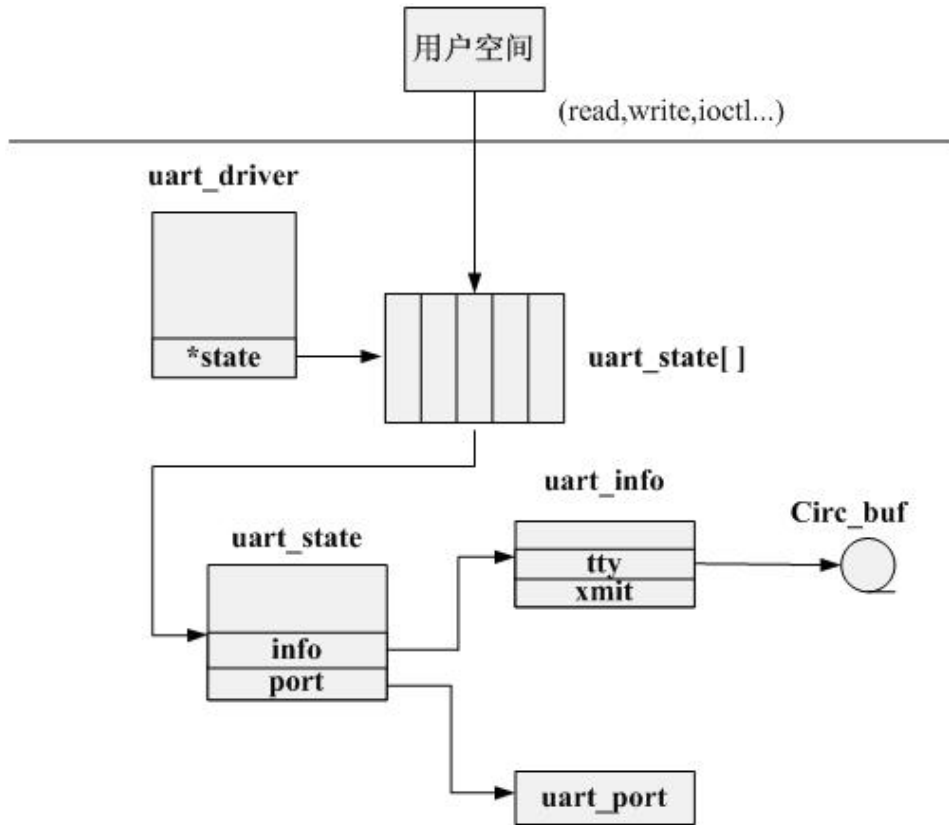 用户空间
(read,write,ioctl...)
uart_driver
*state
uart_state[ ]
uart_info
Circ_buf
uart_state
tty
xmit
info
port
uart_port